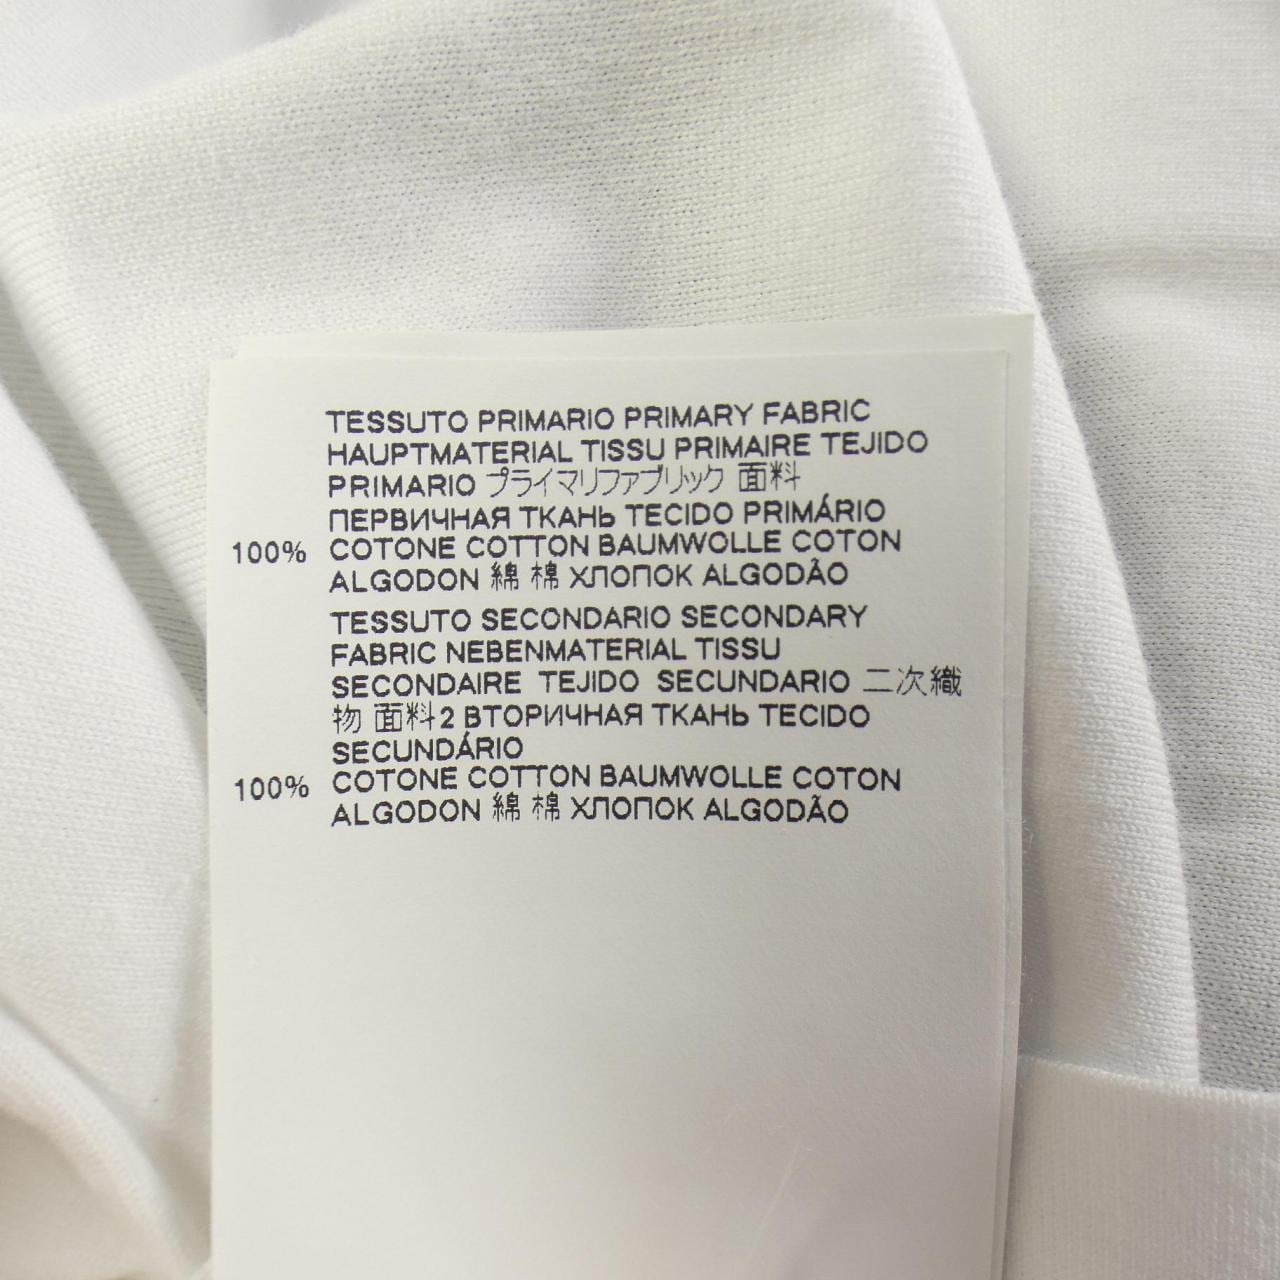 TESSUTO PRIMARIO PRIMARY FABRIC
HAUPTMATERIAL TISSU PRIMAIRE TEJIDO
PRIMARIO プライマリファブリック 面料
ПЕРВИЧНАЯ ТКАНЬ TECIDO PRIMÁRIO
100% COTONE COTTON BAUMWOLLE COTON
ALGODON 綿 棉 ХЛОПОК ALGODÃO
TESSUTO SECONDARIO SECONDARY
FABRIC NEBENMATERIAL TISSU
SECONDAIRE TEJIDO SECUNDARIO 二次織
物 面料2 ВТОРИЧНАЯ ТКАНЬ TECIDO
SECUNDÁRIO
100% COTONE COTTON BAUMWOLLE COTON
ALGODON 綿 棉 ХЛОПОК ALGODÃO